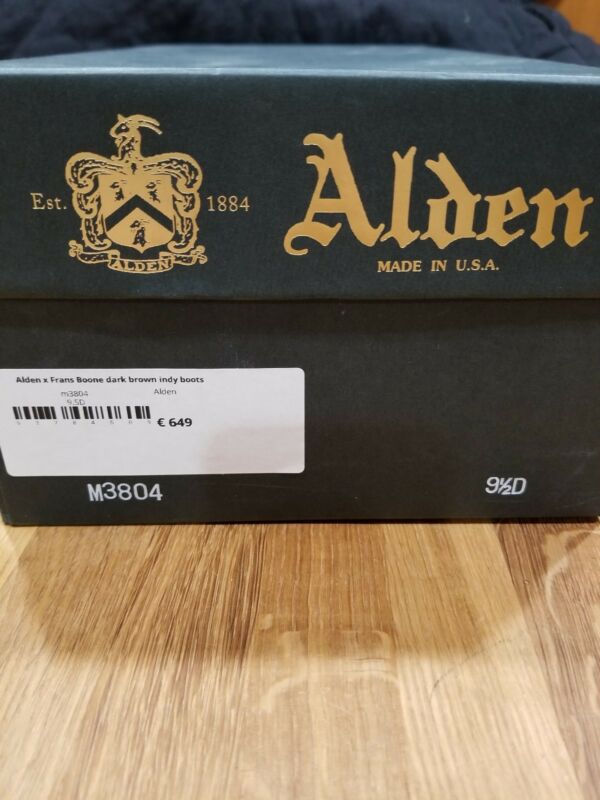 Est.
1884
ALDEN
Alden
MADE IN U.S.A.
Alden x Frans Boone dark brown indy boots
m3804 Alden
9.5D
€ 649
M3804
9½D